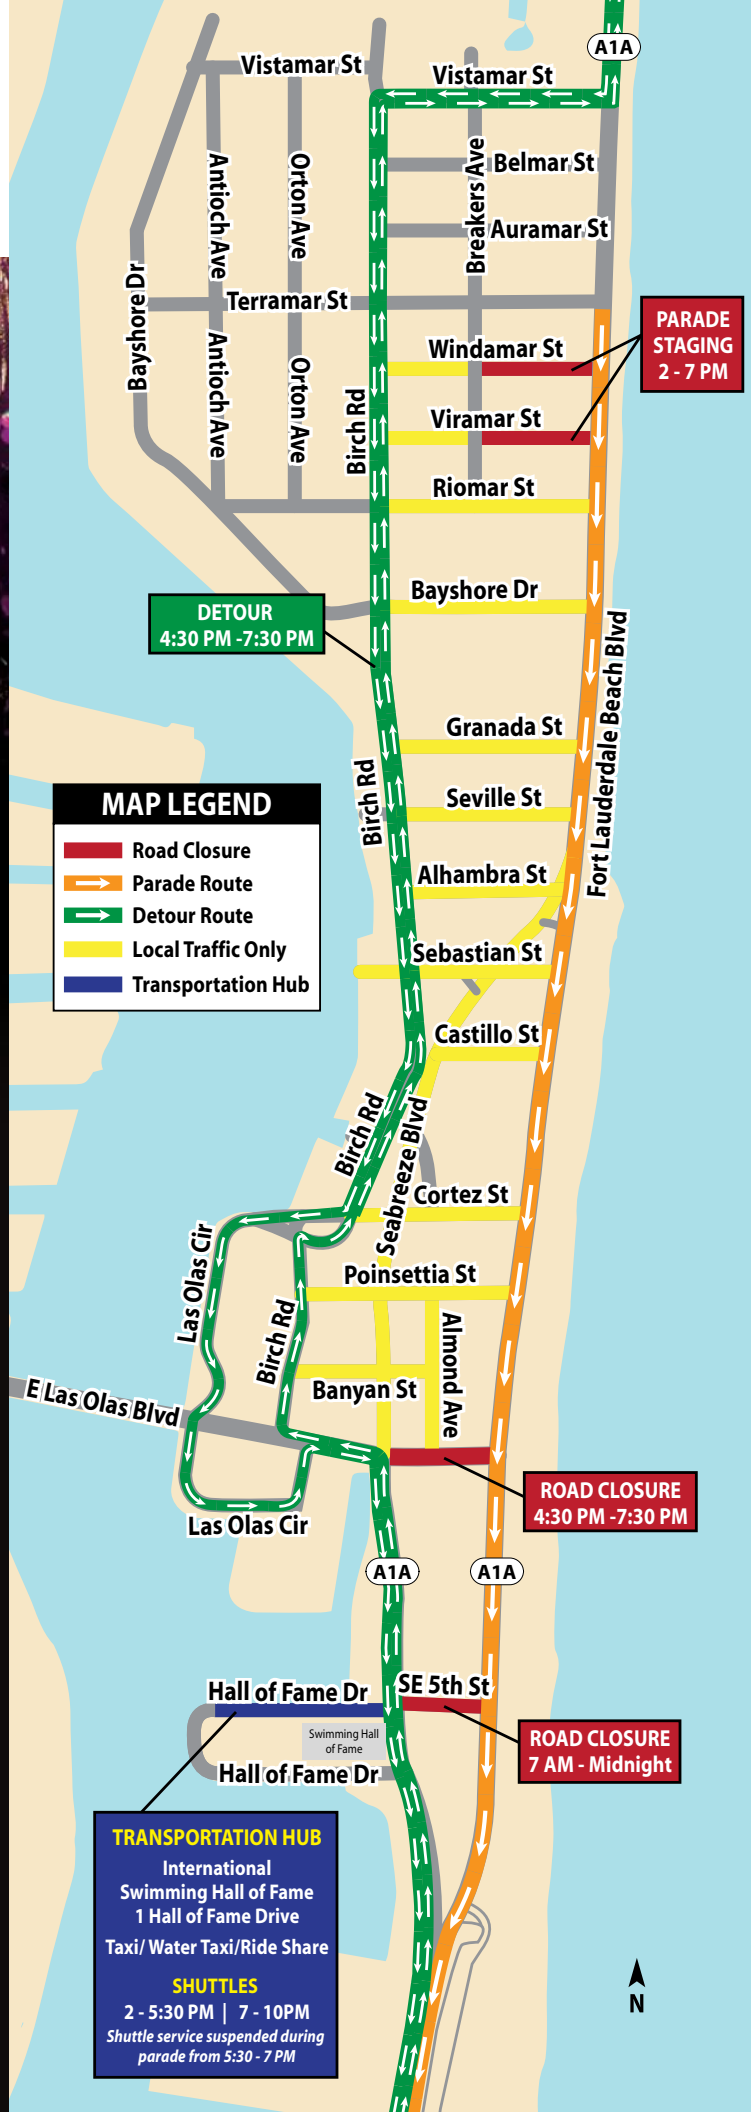 A1A
Vistamar St
Vistamar St
Belmar St
Antioch Ave
Orton Ave
Breakers Ave
Auramar St
Bayshore Dr
Terramar St
PARADE
STAGING
2 - 7 PM
Windamar St
Antioch Ave
Orton Ave
Birch Rd
Viramar St
Riomar St
Bayshore Dr
DETOUR
4:30 PM -7:30 PM
Fort Lauderdale Beach Blvd
Granada St
Birch Rd
Seville St
MAP LEGEND
Road Closure
Parade Route
Detour Route
Local Traffic Only
Transportation Hub
Alhambra St
Sebastian St
Castillo St
Birch Rd
Seabreeze Blvd
Cortez St
Las Olas Cir
Poinsettia St
Birch Rd
Almond Ave
E Las Olas Blvd
Banyan St
ROAD CLOSURE
4:30 PM -7:30 PM
Las Olas Cir
A1A
A1A
Hall of Fame Dr
SE 5th St
Swimming Hall
of Fame
ROAD CLOSURE
7 AM - Midnight
Hall of Fame Dr
TRANSPORTATION HUB
International
Swimming Hall of Fame
1 Hall of Fame Drive
Taxi/ Water Taxi/Ride Share
SHUTTLES
2 - 5:30 PM | 7 - 10PM
Shuttle service suspended during
parade from 5:30 - 7 PM
N